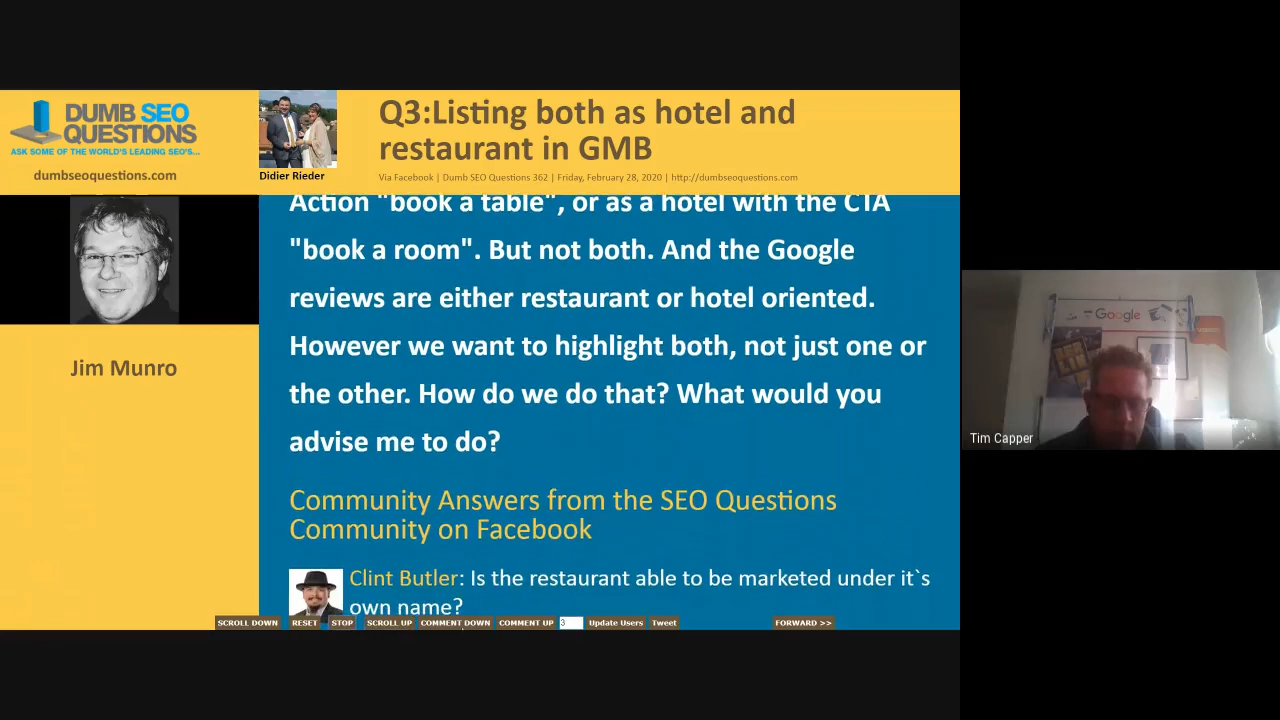 DUMB SEO
QUESTIONS
ASK SOME OF THE WORLD'S LEADING SEO'S...
dumbseoquestions.com
Didier Rieder
Q3:Listing both as hotel and
restaurant in GMB
Via Facebook | Dumb SEO Questions 362 | Friday, February 28, 2020 | http://dumbseoquestions.com
Jim Munro
Action "book a table", or as a hotel with the CTA
"book a room". But not both. And the Google
reviews are either restaurant or hotel oriented.
However we want to highlight both, not just one or
the other. How do we do that? What would you
advise me to do?
Community Answers from the SEO Questions
Community on Facebook
Clint Butler: Is the restaurant able to be marketed under it`s
own name?
SCROLL DOWN RESET STOP SCROLL UP COMMENT DOWN COMMENT UP 3 Update Users Tweet FORWARD >>
Google
Tim Capper